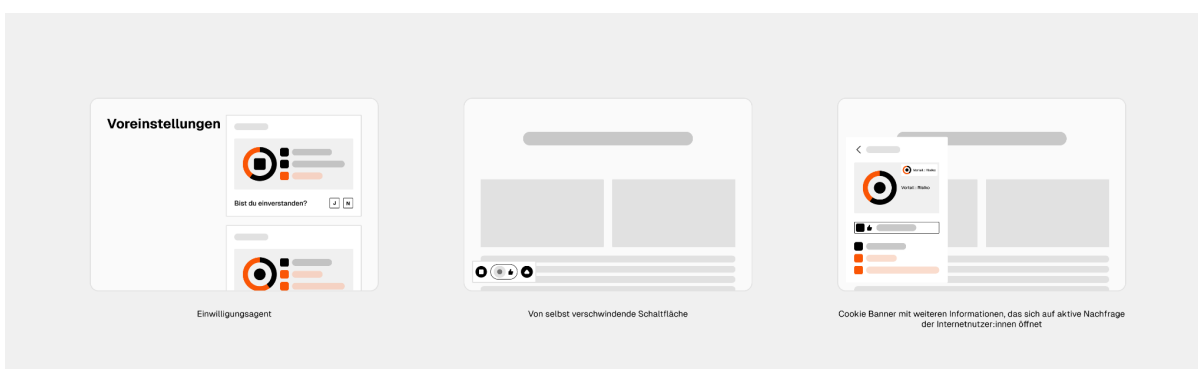 Voreinstellungen
Bist du einverstanden?
J
N
Einwilligungsagent
Von selbst verschwindende Schaltfläche
Vorteil : Risiko
Vorteil : Risiko
Cookie Banner mit weiteren Informationen, das sich auf aktive Nachfrage
der Internetnutzer:innen öffnet